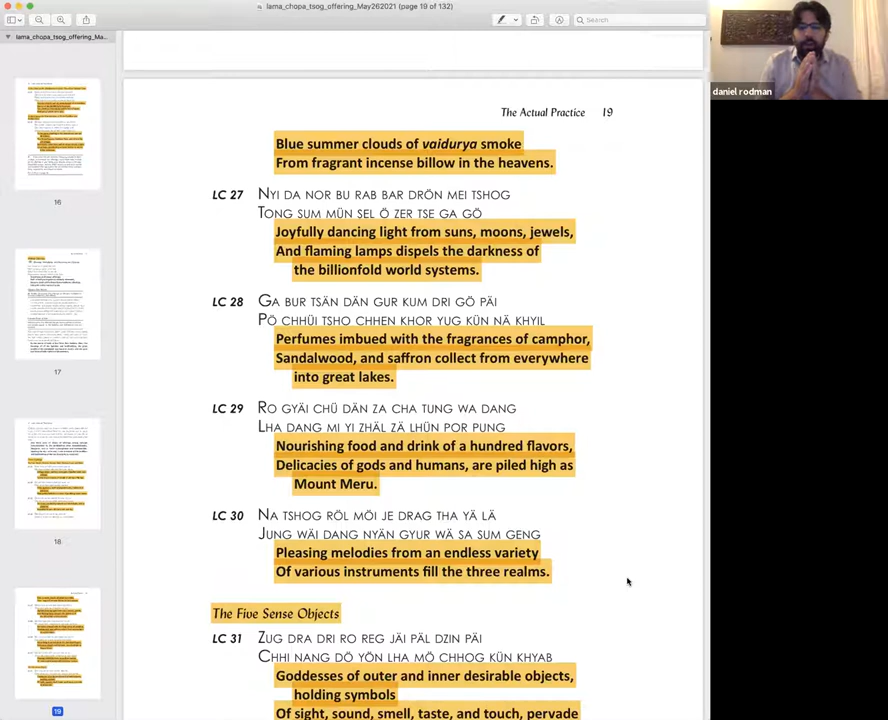 lama_chopa_tsog_offering_May262021 (page 19 of 132)
Search
lama_chopa_tsog_offering_Ma...
16
17
18
19
The Actual Practice 19
Blue summer clouds of vaidurya smoke
From fragrant incense billow in the heavens.
LC 27 NYI DA NOR BU RAB BAR DRÖN MEI TSHOG
TONG SUM MÜN SEL Ö ZER TSE GA GÖ
Joyfully dancing light from suns, moons, jewels,
And flaming lamps dispels the darkness of
the billionfold world systems.
LC 28 GA BUR TSÄN DÄN GUR KUM DRI GÖ PÄI
PÖ CHHÜI TSHO CHHEN KHOR YUG KÜN NÄ KHYIL
Perfumes imbued with the fragrances of camphor,
Sandalwood, and saffron collect from everywhere
into great lakes.
LC 29 RO GYÄI CHÜ DÄN ZA CHA TUNG WA DANG
LHA DANG MI YI ZHÄL ZÄ LHÜN POR PUNG
Nourishing food and drink of a hundred flavors,
Delicacies of gods and humans, are piled high as
Mount Meru.
LC 30 NA TSHOG RÖL MÖI JE DRAG THA YÄ LÄ
JUNG WÄI DANG NYÄN GYUR WÄ SA SUM GENG
Pleasing melodies from an endless variety
Of various instruments fill the three realms.
The Five Sense Objects
LC 31 ZUG DRA DRI RO REG JÄI PÄL DZIN PÄI
CHHI NANG DÖ YÖN LHA MÖ CHHOG KÜN KHYAB
Goddesses of outer and inner desirable objects,
holding symbols
Of sight, sound, smell, taste, and touch, pervade
daniel rodman